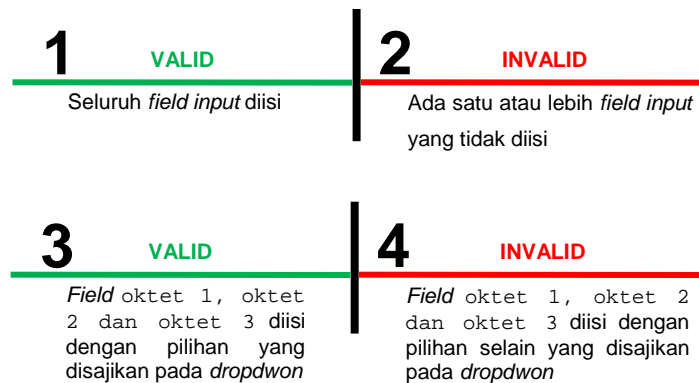 1 VALID
Seluruh field input diisi
2 INVALID
Ada satu atau lebih field input
yang tidak diisi
3 VALID
Field oktet 1, oktet
2 dan oktet 3 diisi
dengan pilihan yang
disajikan pada dropdwon
4 INVALID
Field oktet 1, oktet 2
dan oktet 3 diisi dengan
pilihan selain yang disajikan
pada dropdwon